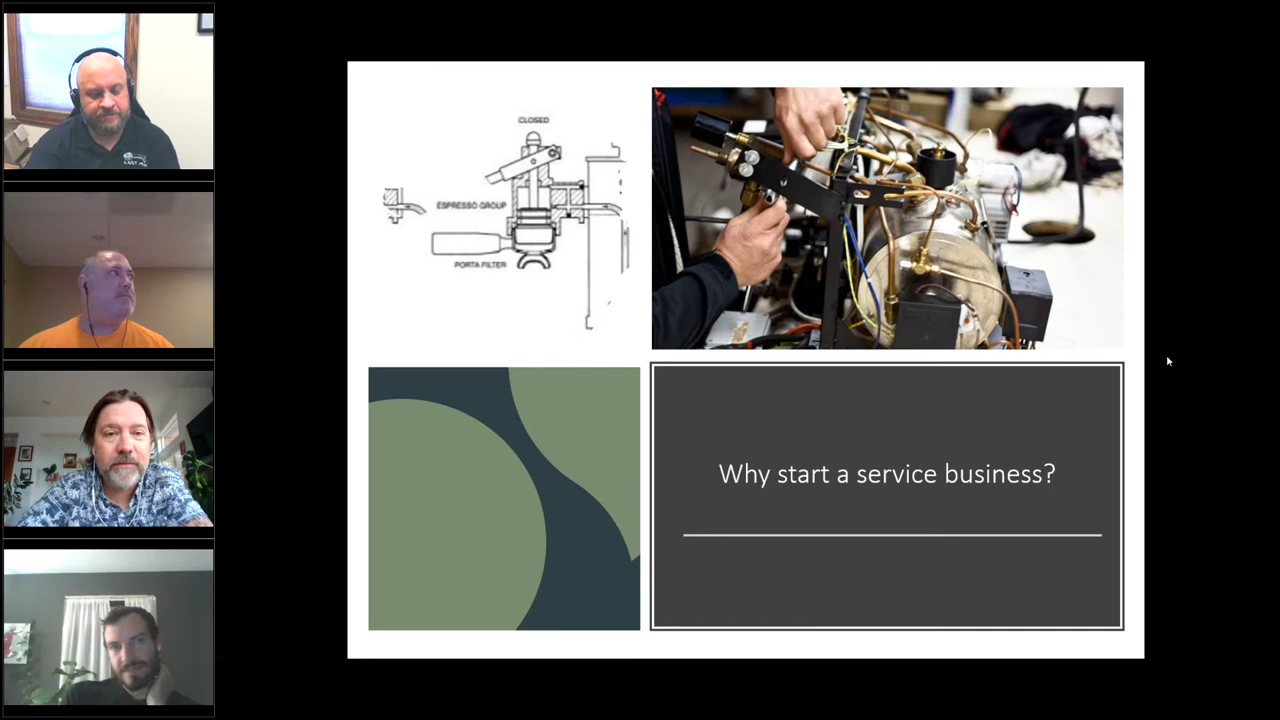 CLOSED
ESPRESSO GROUP
PORTA FILTER
Why start a service business?